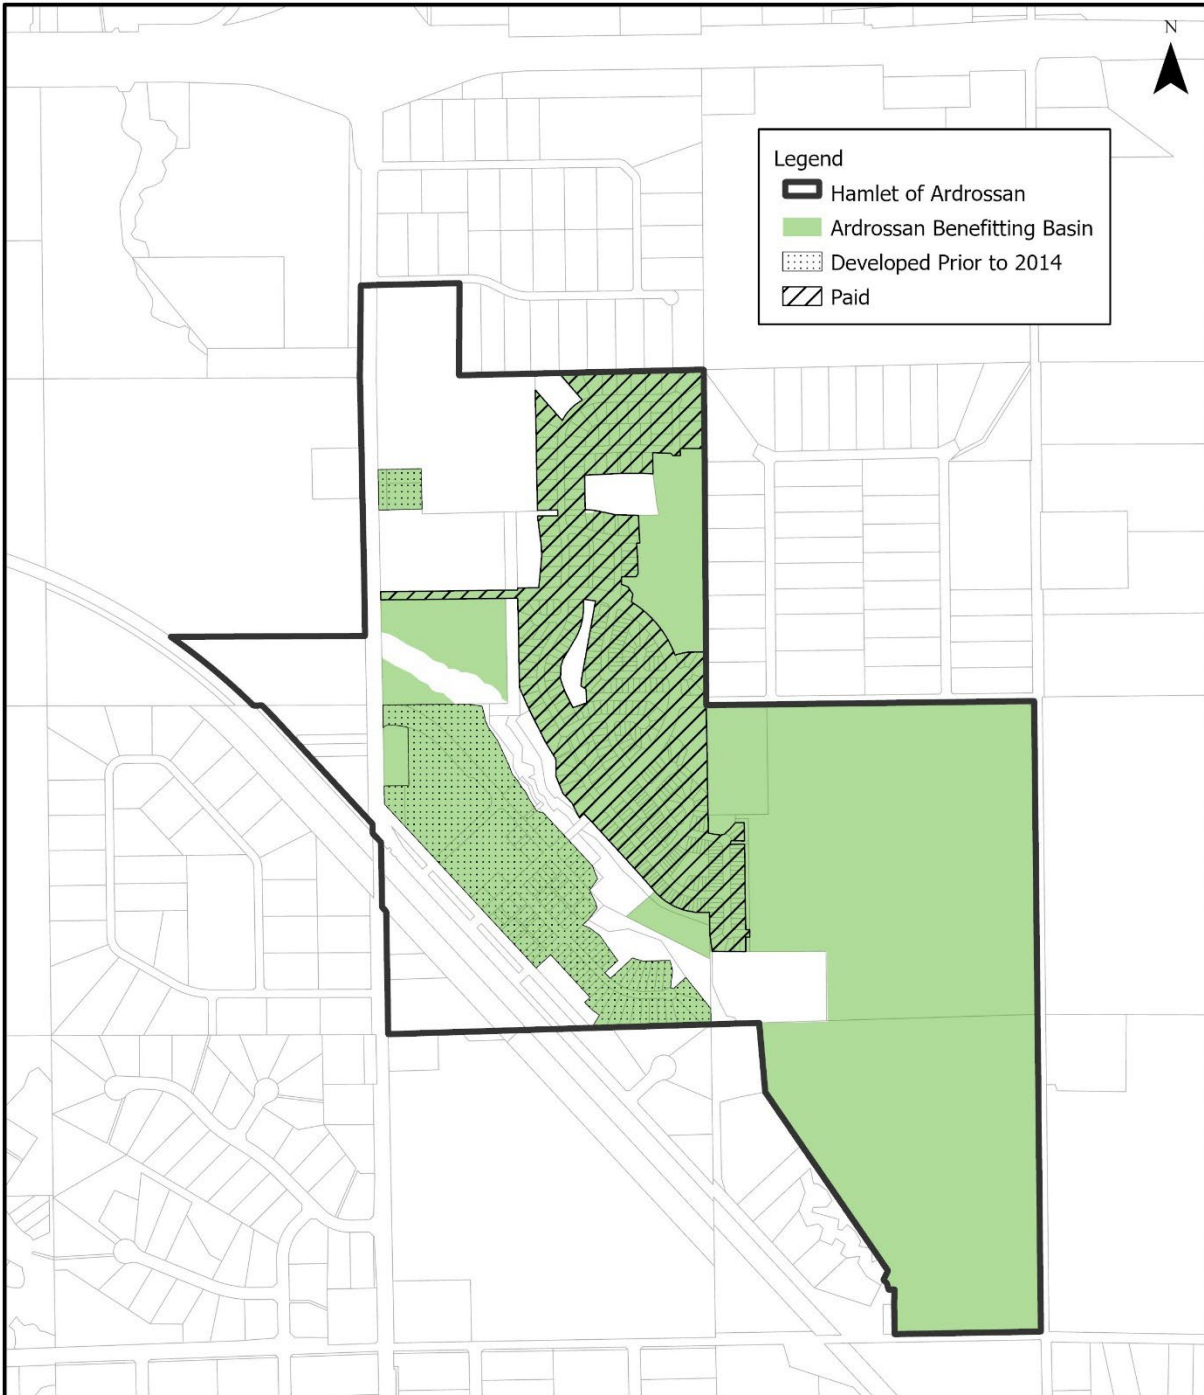 N
Legend
Hamlet of Ardrossan
Ardrossan Benefitting Basin
Developed Prior to 2014
Paid